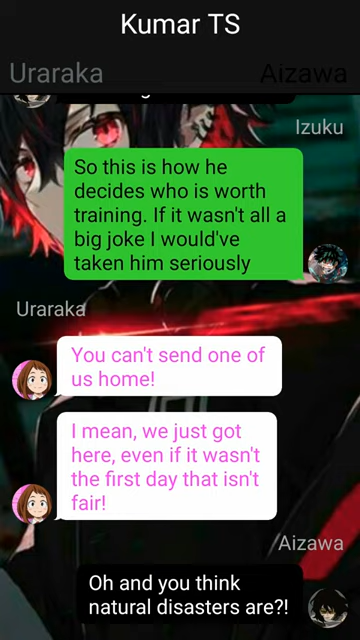 Kumar TS
Uraraka
Aizawa
Izuku
So this is how he
decides who is worth
training. If it wasn't all a
big joke I would've
taken him seriously
Uraraka
You can't send one of
us home!
I mean, we just got
here, even if it wasn't
the first day that isn't
fair!
Aizawa
Oh and you think
natural disasters are?!